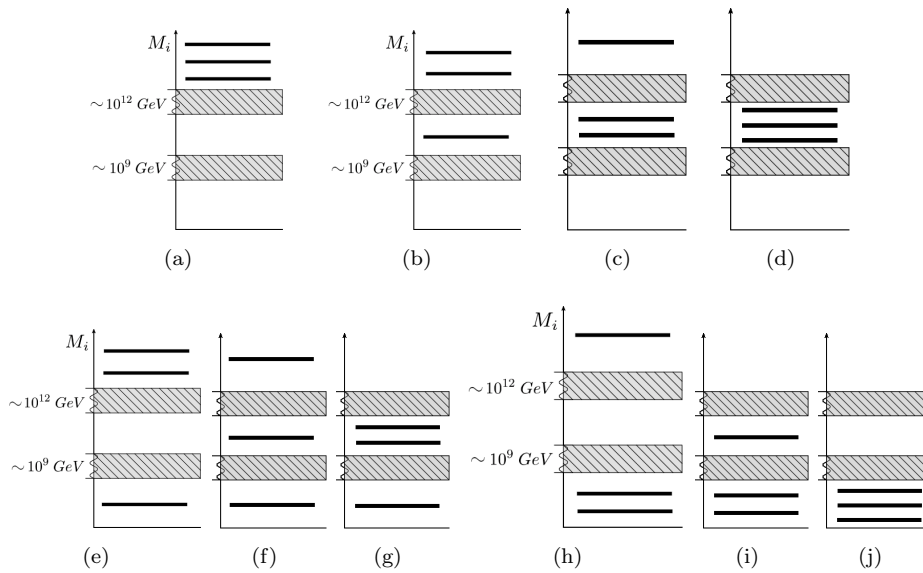 M_i
∼10^{12} GeV
∼10^9 GeV
(a)
∼10^{12} GeV
∼10^9 GeV
M_i
(b)
(c)
(d)
M_i
∼10^{12} GeV
∼10^9 GeV
(e)
(f)
(g)
M_i
∼10^{12} GeV
∼10^9 GeV
(h)
(i)
(j)